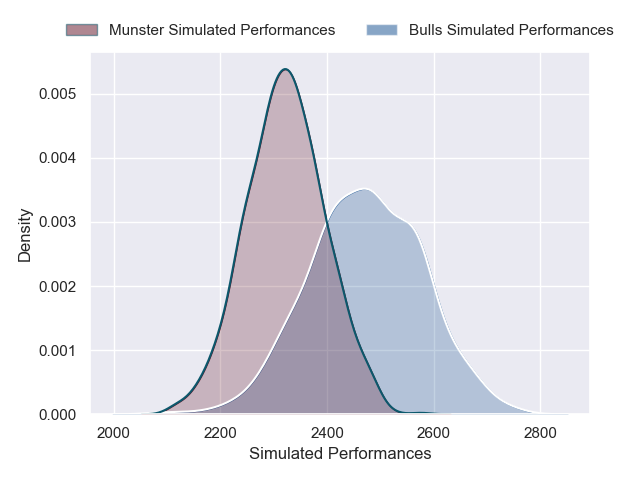 Munster Simulated Performances Bulls Simulated Performances
0.005
0.004
0.003
0.002
0.001
0.000
Density
2000 2200 2400 2600 2800
Simulated Performances